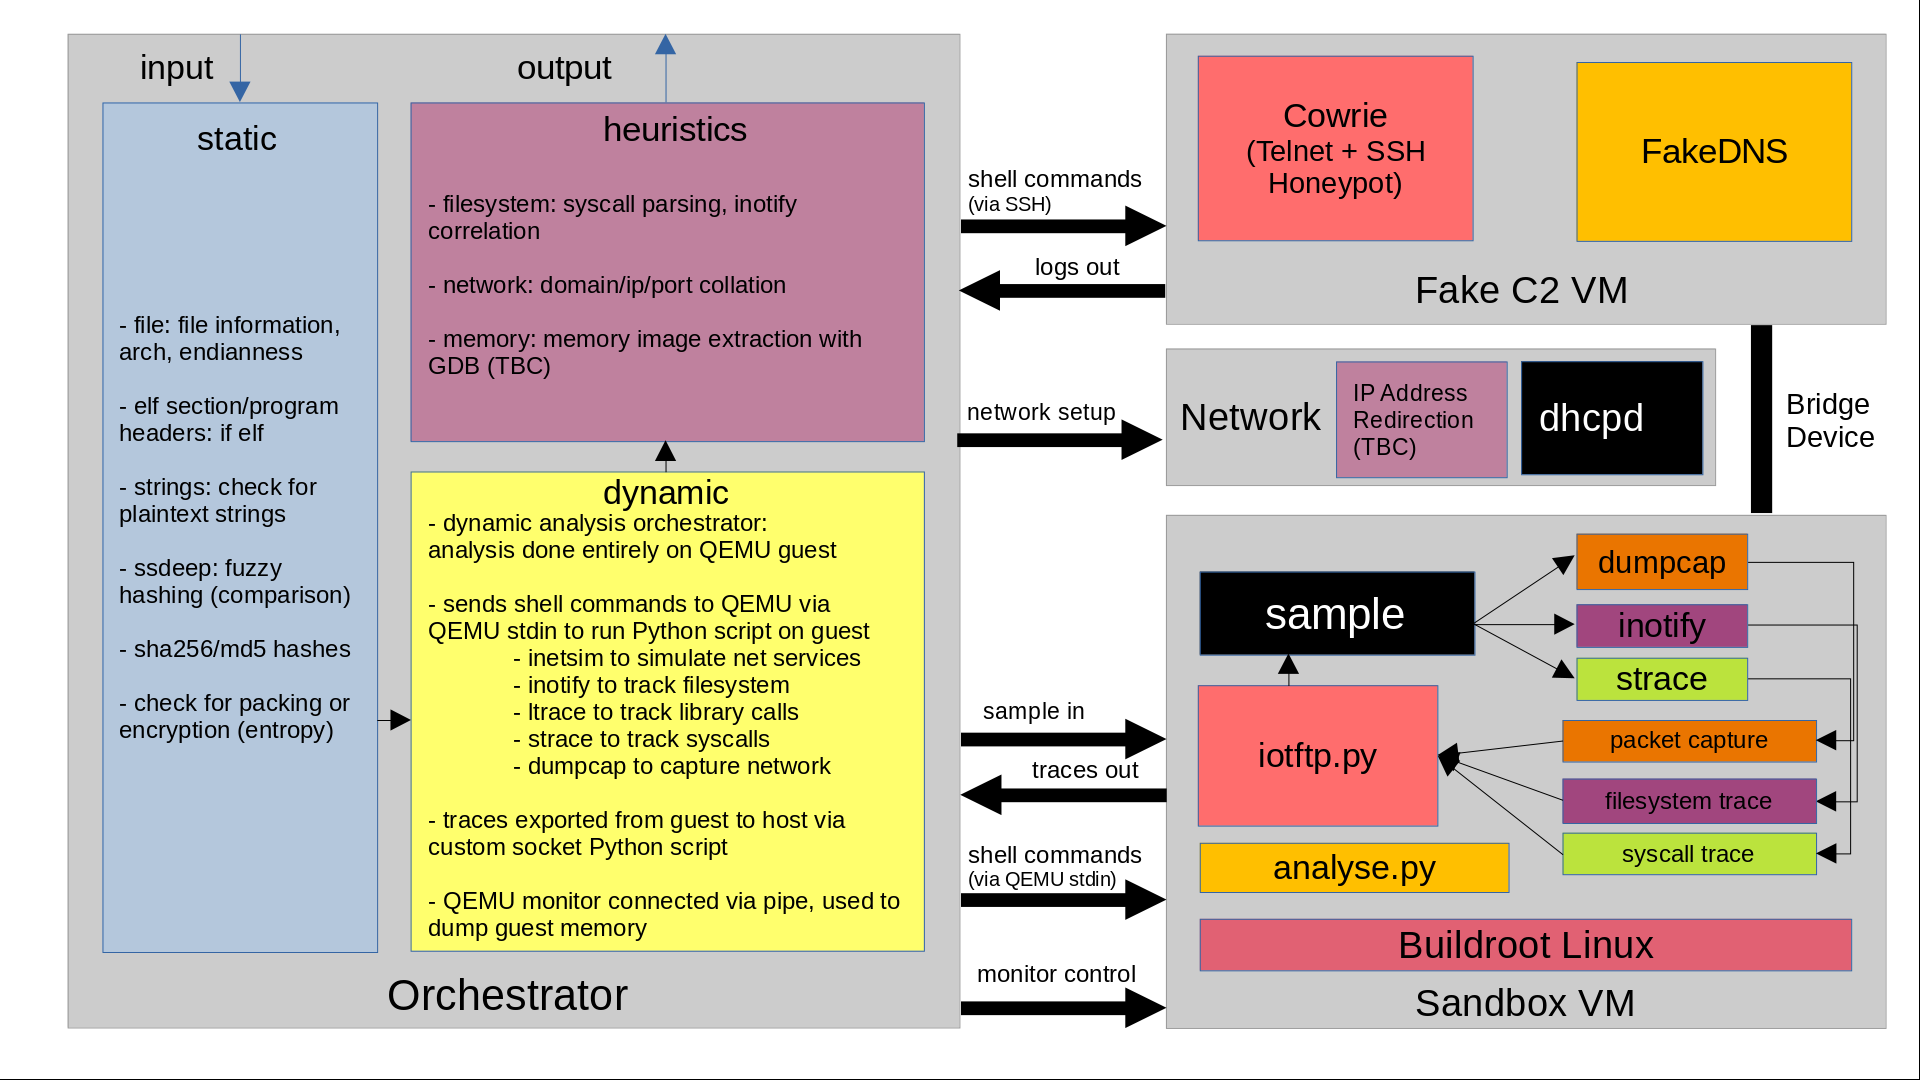 input
output
static
- file: file information,
arch, endianness
- elf section/program
headers: if elf
- strings: check for
plaintext strings
- ssdeep: fuzzy
hashing (comparison)
- sha256/md5 hashes
- check for packing or
encryption (entropy)
heuristics
- filesystem: syscall parsing, inotify
correlation
- network: domain/ip/port collation
- memory: memory image extraction with
GDB (TBC)
dynamic
- dynamic analysis orchestrator:
analysis done entirely on QEMU guest
- sends shell commands to QEMU via
QEMU stdin to run Python script on guest
- inetsim to simulate net services
- inotify to track filesystem
- ltrace to track library calls
- strace to track syscalls
- dumpcap to capture network
- traces exported from guest to host via
custom socket Python script
- QEMU monitor connected via pipe, used to
dump guest memory
Orchestrator
shell commands
(via SSH)
logs out
network setup
sample in
traces out
shell commands
(via QEMU stdin)
monitor control
Cowrie
(Telnet + SSH
Honeypot)
FakeDNS
Fake C2 VM
Network
IP Address
Redirection
(TBC)
dhcpd
Bridge
Device
sample
dumpcap
inotify
strace
iotftp.py
packet capture
filesystem trace
syscall trace
analyse.py
Buildroot Linux
Sandbox VM